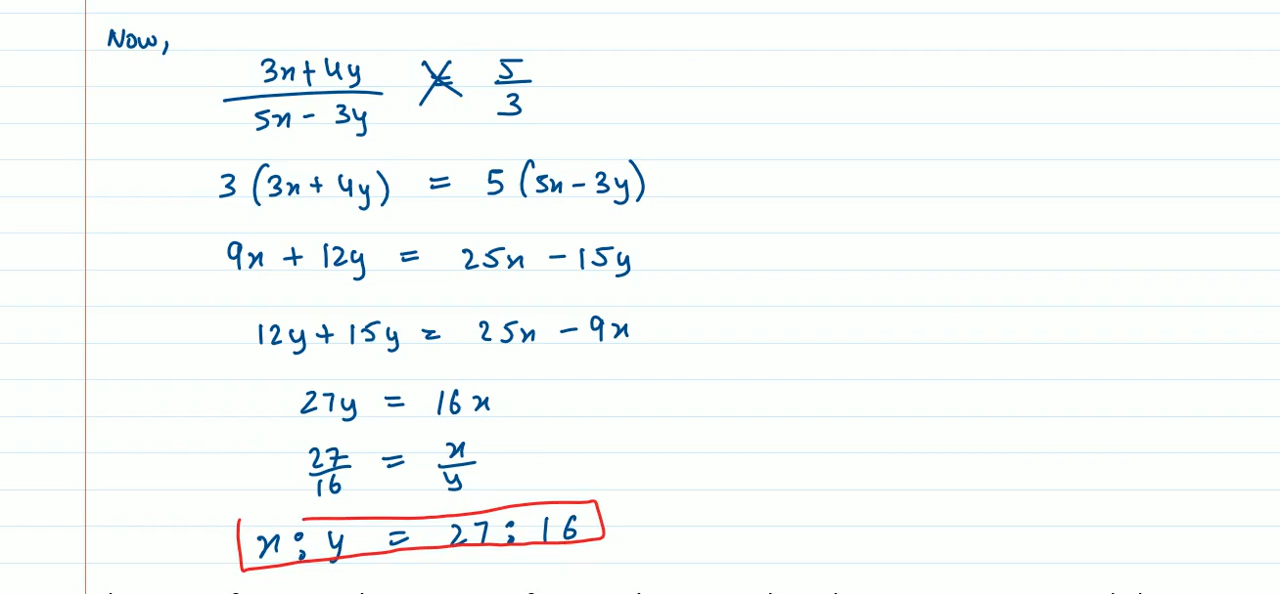 Now,
3x+4y / 5x - 3y = 5/3
3 (3x + 4y) = 5 (5x - 3y)
9x + 12y = 25x - 15y
12y + 15y = 25x - 9x
27y = 16x
27/16 = x/y
x : y = 27 : 16